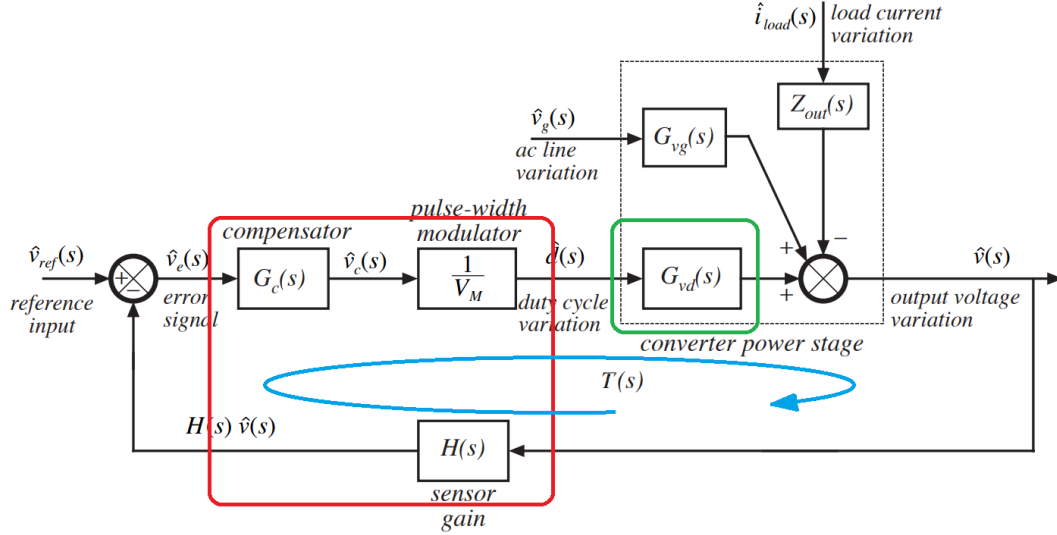 î_load(s) load current
variation
Z_out(s)
v̂_g(s)
ac line
variation
G_vg(s)
pulse-width
modulator
compensator
v̂_ref(s)
reference
input
+
−
v̂_e(s)
error
signal
G_c(s)
v̂_c(s)
1
V_M
d̂(s)
duty cycle
variation
G_vd(s)
+
+
−
v̂(s)
output voltage
variation
converter power stage
T(s)
H(s) v̂(s)
H(s)
sensor
gain